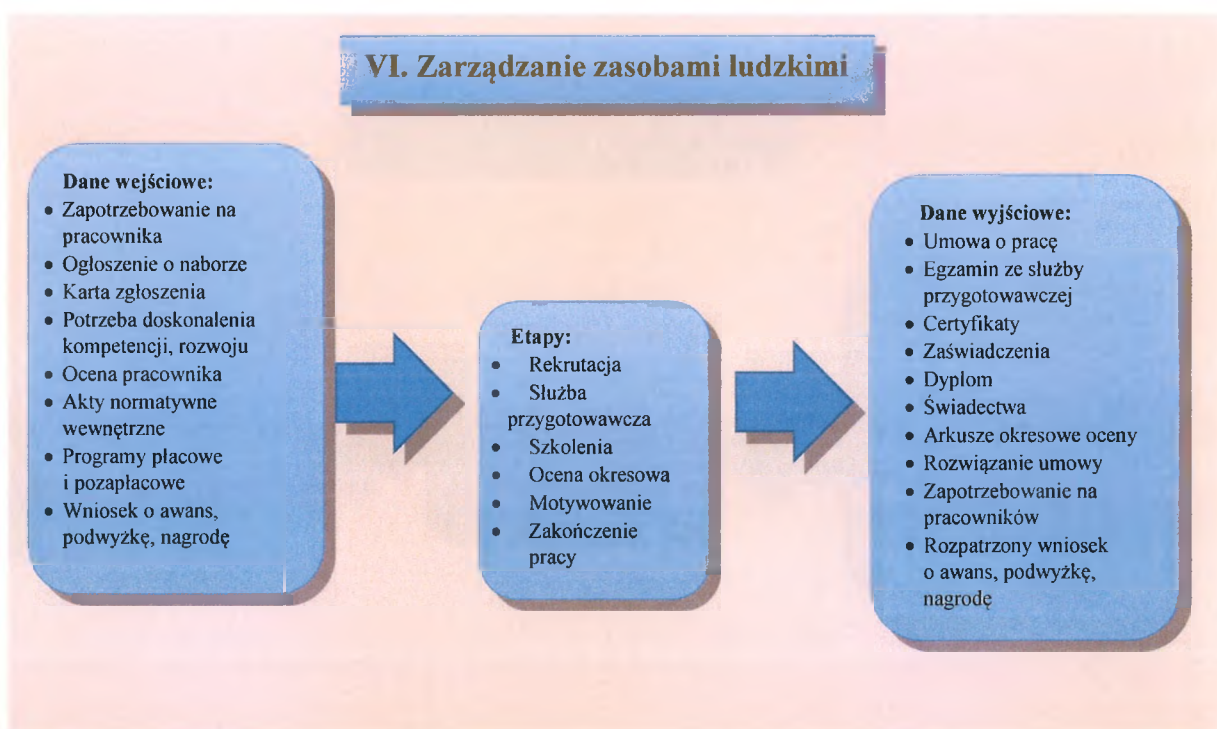 VI. Zarządzanie zasobami ludzkimi
Dane wejściowe:
• Zapotrzebowanie na
pracownika
• Ogłoszenie o naborze
• Karta zgłoszenia
• Potrzeba doskonalenia
kompetencji, rozwoju
• Ocena pracownika
• Akty normatywne
wewnętrzne
• Programy płacowe
i pozapłacowe
• Wniosek o awans,
podwyżkę, nagrodę
Etapy:
• Rekrutacja
• Służba
przygotowawcza
• Szkolenia
• Ocena okresowa
• Motywowanie
• Zakończenie
pracy
Dane wyjściowe:
• Umowa o pracę
• Egzamin ze służby
przygotowawczej
• Certyfikaty
• Zaświadczenia
• Dyplom
• Świadectwa
• Arkusze okresowe oceny
• Rozwiązanie umowy
• Zapotrzebowanie na
pracowników
• Rozpatrzony wniosek
o awans, podwyżkę,
nagrodę